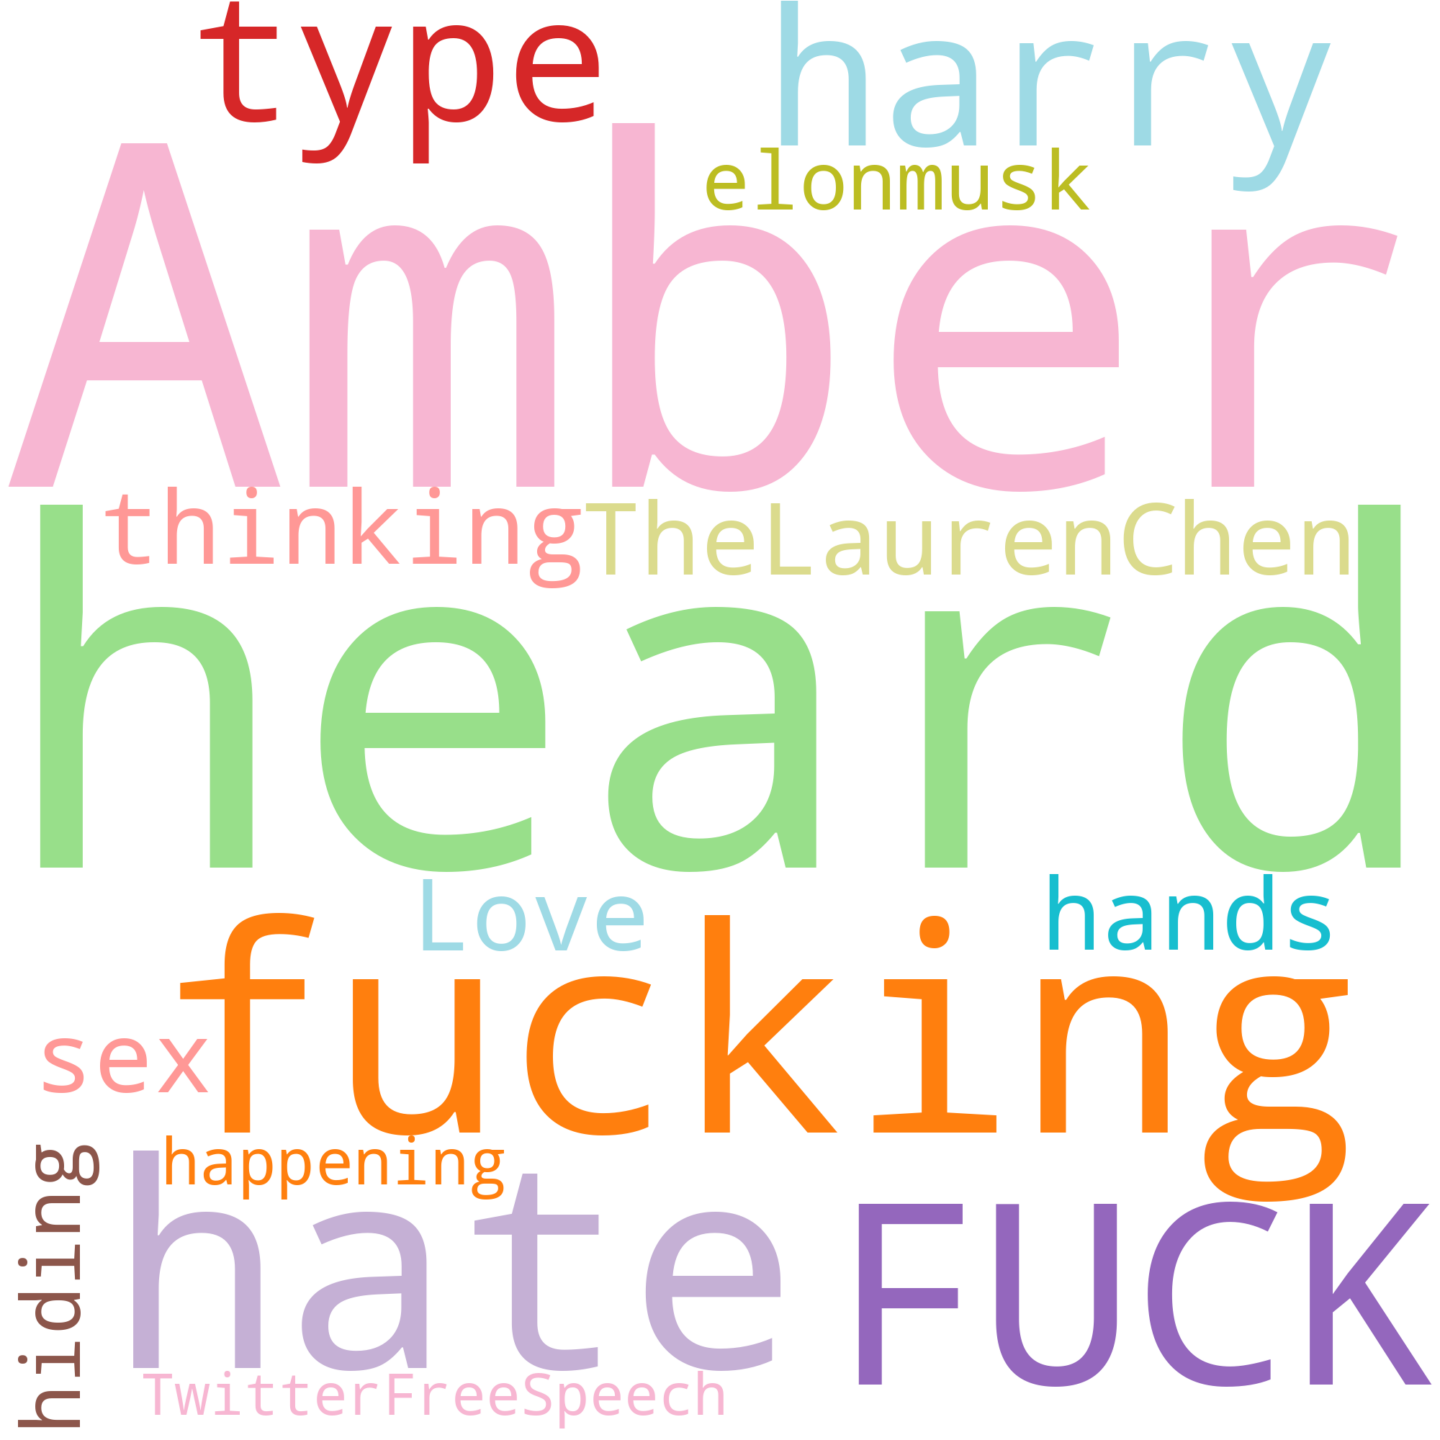 type
harry
elonmusk
Amber
thinking
TheLaurenChen
heard
Love
hands
fucking
sex
happening
hiding
hate
FUCK
TwitterFreeSpeech